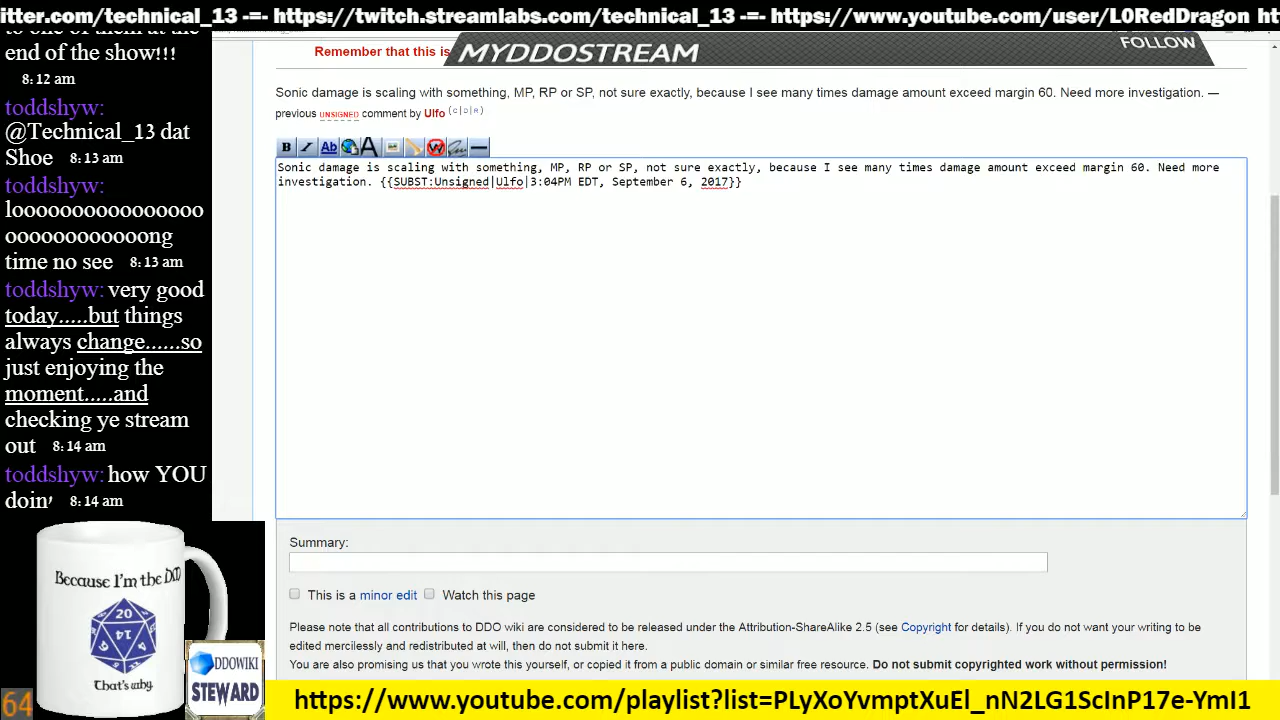 itter.com/technical_13 -=- https://twitch.streamlabs.com/technical_13 -=- https://www.youtube.com/user/L0RedDragon ht
to one of them at the
end of the show!!!
8:12 am
toddshyw:
@Technical_13 dat
Shoe 8:13 am
toddshyw:
loooooooooooooooo
ooooooooooooong
time no see 8:13 am
toddshyw: very good
today.....but things
always change......so
just enjoying the
moment.....and
checking ye stream
out 8:14 am
toddshyw: how YOU
doin' 8:14 am
Because I'm the DM
20
14
That's why.
DDOWIKI
STEWARD
64
Remember that this is
MYDDOSTREAM
FOLLOW
Sonic damage is scaling with something, MP, RP or SP, not sure exactly, because I see many times damage amount exceed margin 60. Need more investigation. —
previous UNSIGNED comment by Ulfo (C|D|R)
B I Ab A W
Sonic damage is scaling with something, MP, RP or SP, not sure exactly, because I see many times damage amount exceed margin 60. Need more
investigation. {{SUBST:Unsigned|Ulfo|3:04PM EDT, September 6, 2017}}
Summary:
This is a minor edit Watch this page
Please note that all contributions to DDO wiki are considered to be released under the Attribution-ShareAlike 2.5 (see Copyright for details). If you do not want your writing to be
edited mercilessly and redistributed at will, then do not submit it here.
You are also promising us that you wrote this yourself, or copied it from a public domain or similar free resource. Do not submit copyrighted work without permission!
https://www.youtube.com/playlist?list=PLyXoYvmptXuEl_nN2LG1ScInP17e-YmI1